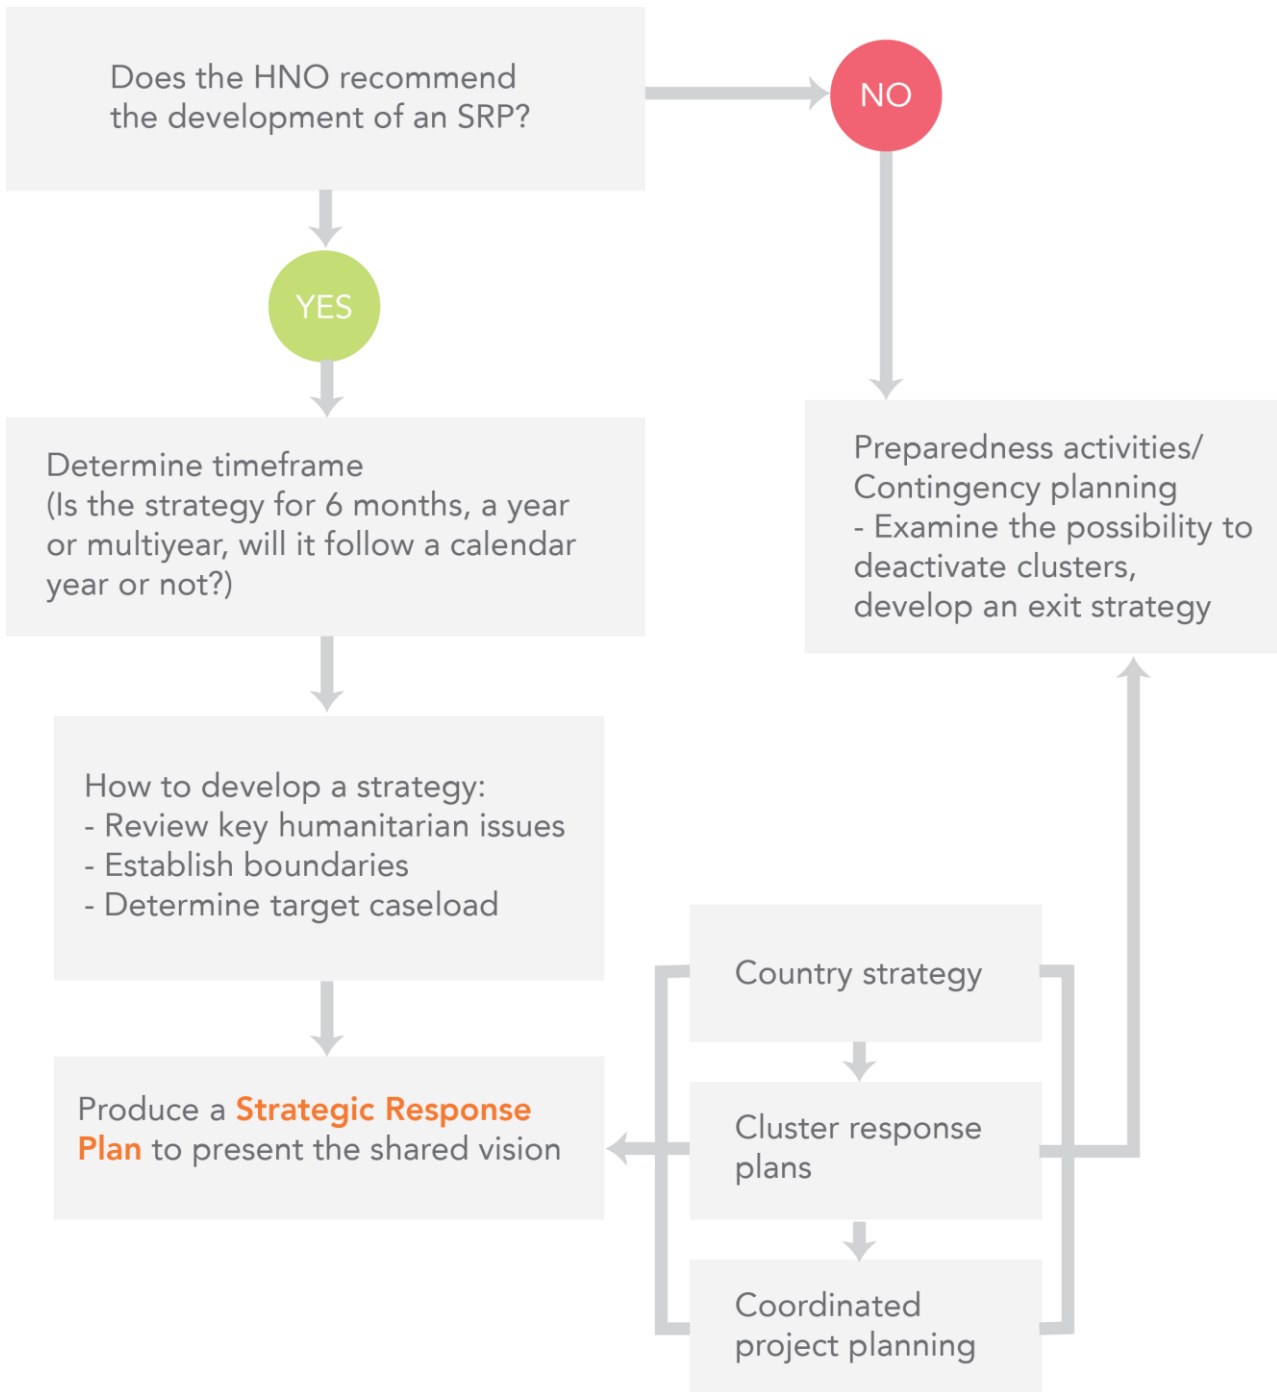 Does the HNO recommend
the development of an SRP?
NO
YES
Determine timeframe
(Is the strategy for 6 months, a year
or multiyear, will it follow a calendar
year or not?)
Preparedness activities/
Contingency planning
- Examine the possibility to
deactivate clusters,
develop an exit strategy
How to develop a strategy:
- Review key humanitarian issues
- Establish boundaries
- Determine target caseload
Country strategy
Produce a Strategic Response
Plan to present the shared vision
Cluster response
plans
Coordinated
project planning